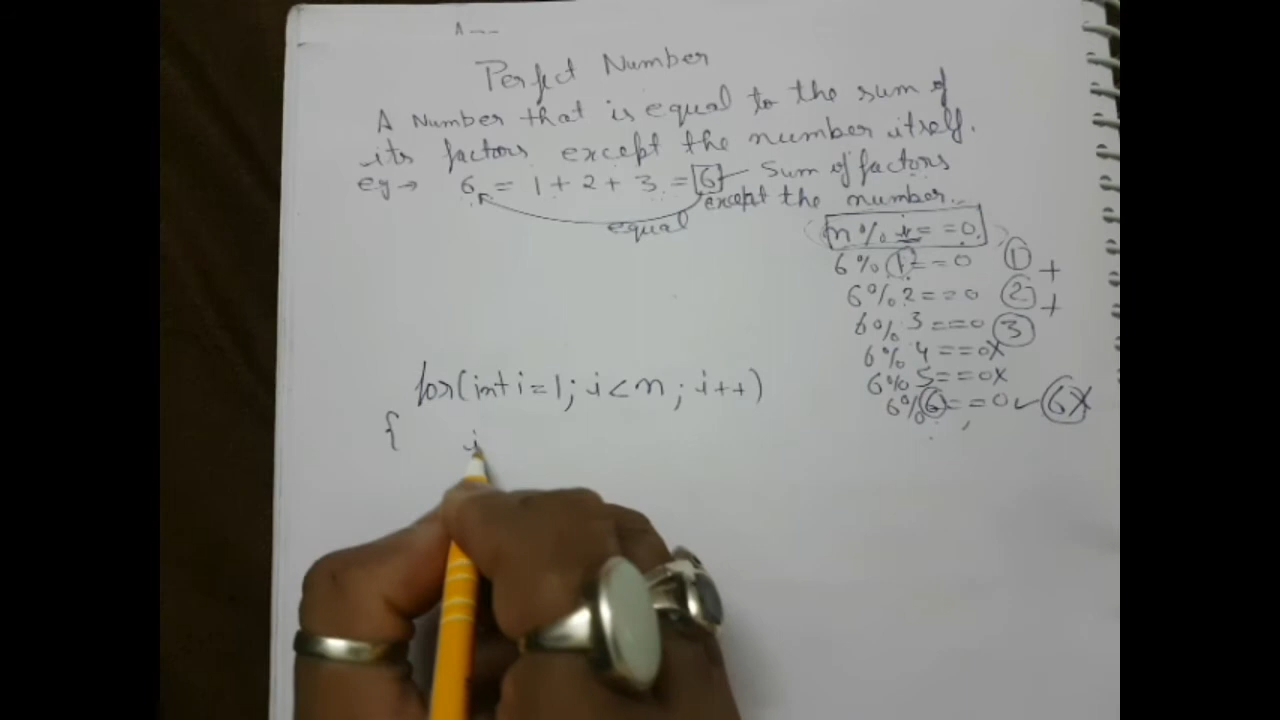 Perfect Number
A Number that is equal to the sum of
its factors except the number itself.
eg → 6 = 1 + 2 + 3 = 6 — Sum of factors
except the number.
equal
n % i == 0
6 % 1 == 0 ① +
6 % 2 == 0 ② +
6 % 3 == 0 ③
6 % 4 == 0 X
6 % 5 == 0 X
6 % 6 == 0 ✓ 6X
for(int i=1; i<n; i++)
{ i